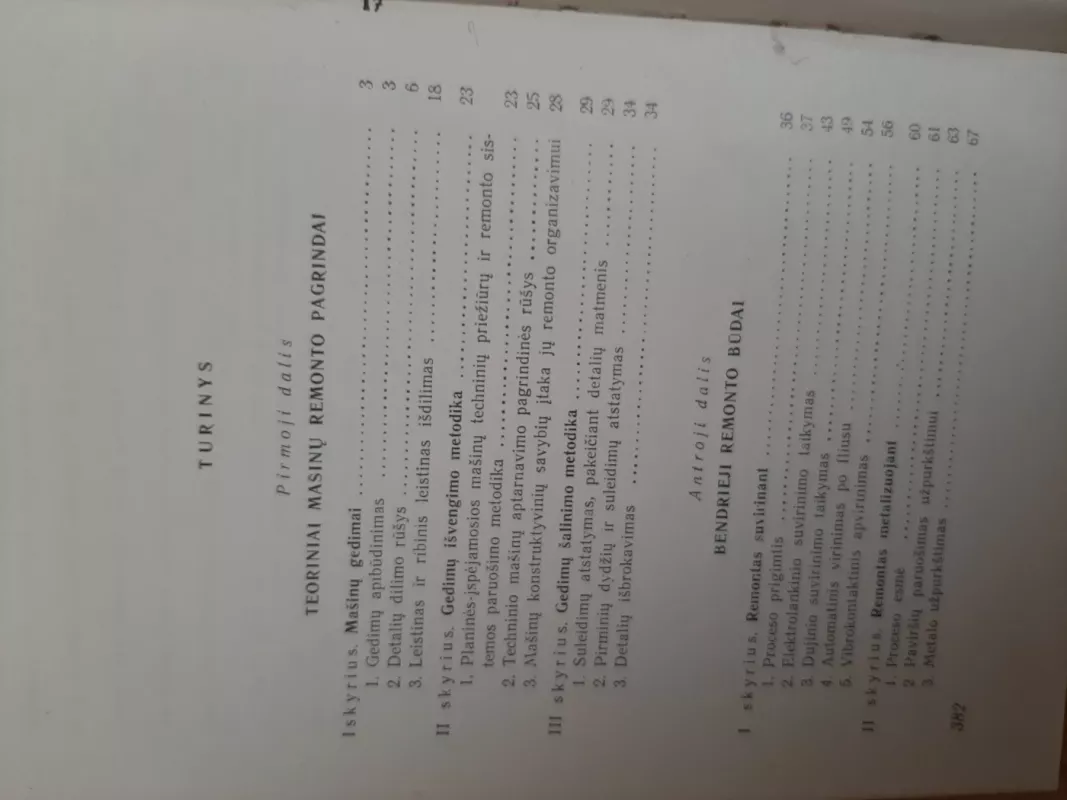 17
TURINYS
Pirmoji dalis
TEORINIAI MAŠINŲ REMONTO PAGRINDAI
I skyrius. Mašinų gedimai .......... 3
1. Gedimų apibūdinimas .......... 3
2. Detalių dilimo rūšys .......... 6
3. Leistinas ir ribinis leistinas išdilimas .......... 18
II skyrius. Gedimų išvengimo metodika .......... 23
1. Planinės-įspėjamosios mašinų techninių priežiūrų ir remonto sis-
temos paruošimo metodika .......... 23
2. Techninio mašinų aptarnavimo pagrindinės rūšys .......... 25
3. Mašinų konstruktyvinių savybių įtaka jų remonto organizavimui 28
III skyrius. Gedimų šalinimo metodika .......... 29
1. Suleidimų atstatymas, pakeičiant detalių matmenis .......... 29
2. Pirminių dydžių ir suleidimų atstatymas .......... 34
3. Detalių išbrokavimas .......... 34
Antroji dalis
BENDRIEJI REMONTO BŪDAI
I skyrius. Remontas suvirinant .......... 36
1. Proceso prigimtis .......... 37
2. Elektrolankinio suvirinimo taikymas .......... 43
3. Dujinio suvirinimo taikymas .......... 49
4. Automatinis virinimas po fliusu .......... 54
5. Vibrokontaktinis apvirinimas .......... 56
II skyrius. Remontas metalizuojant .......... 60
1. Proceso esmė .......... 61
2 Paviršių paruošimas užpurkštimui .......... 63
3. Metalo užpurkštimas .......... 67
382